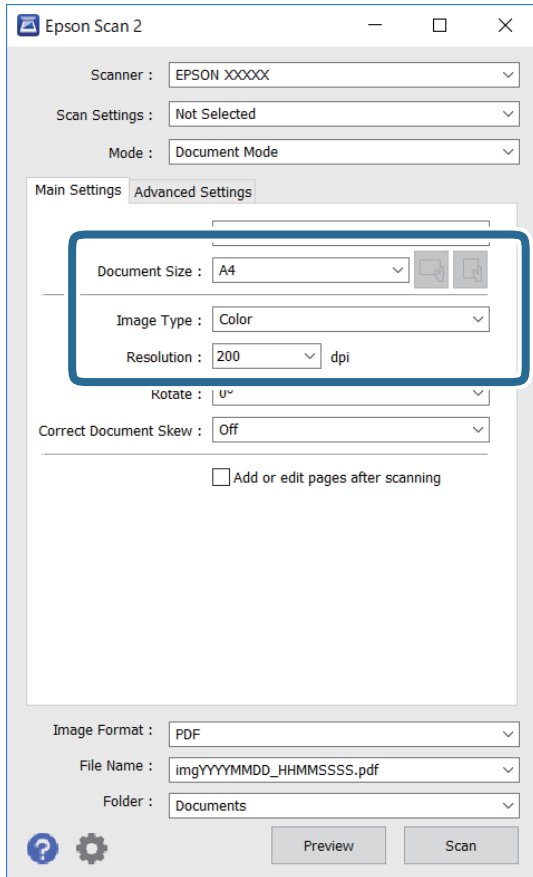 Epson Scan 2
Scanner : EPSON XXXXX
Scan Settings : Not Selected
Mode : Document Mode
Main Settings Advanced Settings
Document Size : A4
Image Type : Color
Resolution : 200 dpi
Rotate : 0°
Correct Document Skew : Off
Add or edit pages after scanning
Image Format : PDF
File Name : imgYYYYMMDD_HHMMSSSS.pdf
Folder : Documents
? Preview Scan